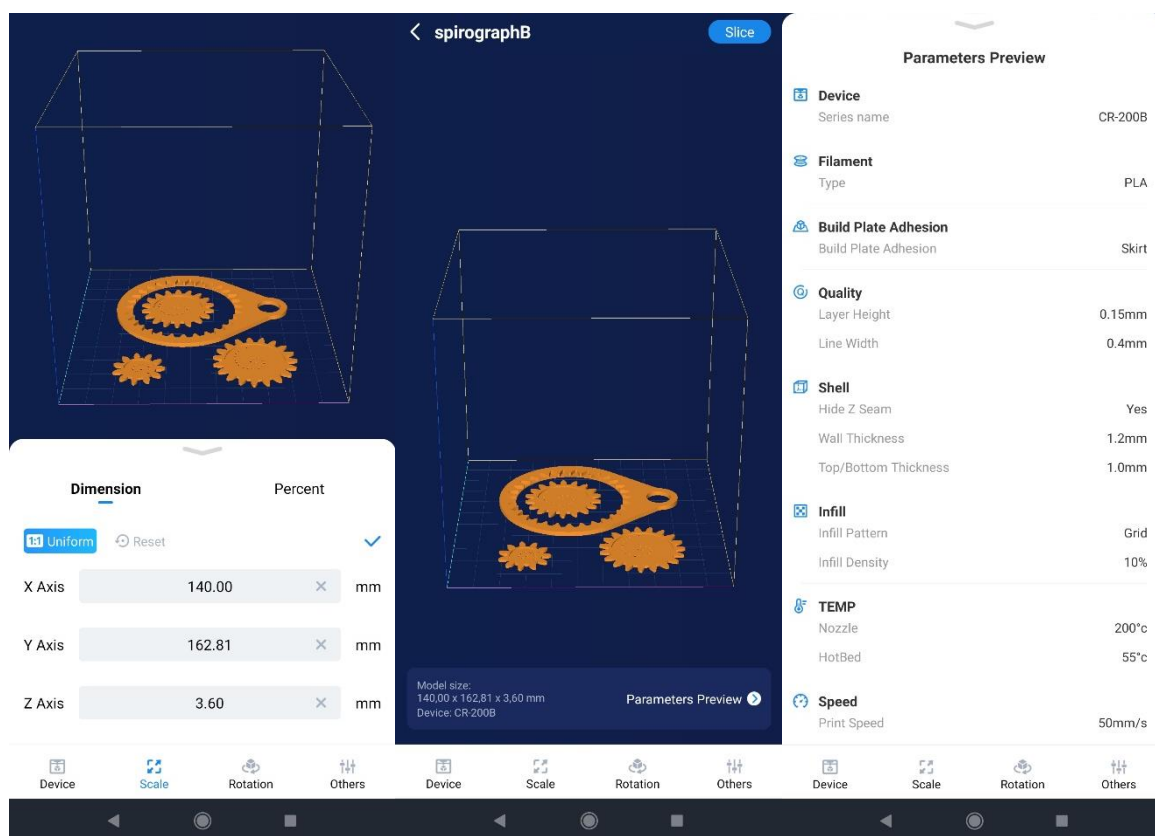 Dimension Percent
1:1 Uniform Reset
X Axis 140.00 mm
Y Axis 162.81 mm
Z Axis 3.60 mm
Device Scale Rotation Others
spirographB Slice
Model size:
140,00 x 162,81 x 3,60 mm
Device: CR-200B
Parameters Preview
Device Scale Rotation Others
Parameters Preview
Device
Series name CR-200B
Filament
Type PLA
Build Plate Adhesion
Build Plate Adhesion Skirt
Quality
Layer Height 0.15mm
Line Width 0.4mm
Shell
Hide Z Seam Yes
Wall Thickness 1.2mm
Top/Bottom Thickness 1.0mm
Infill
Infill Pattern Grid
Infill Density 10%
TEMP
Nozzle 200°c
HotBed 55°c
Speed
Print Speed 50mm/s
Device Scale Rotation Others